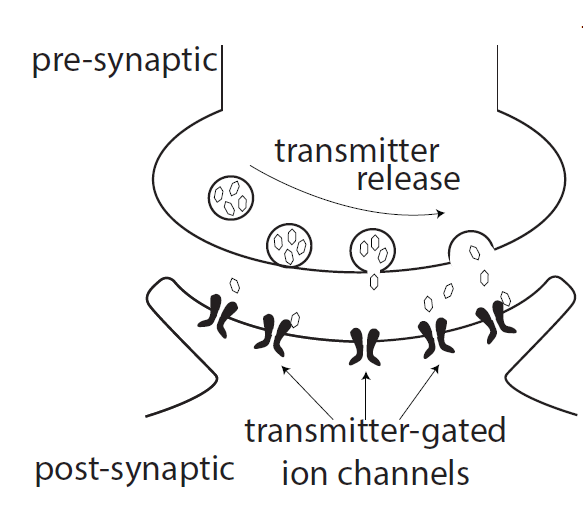 pre-synaptic
transmitter
release
transmitter-gated
ion channels
post-synaptic